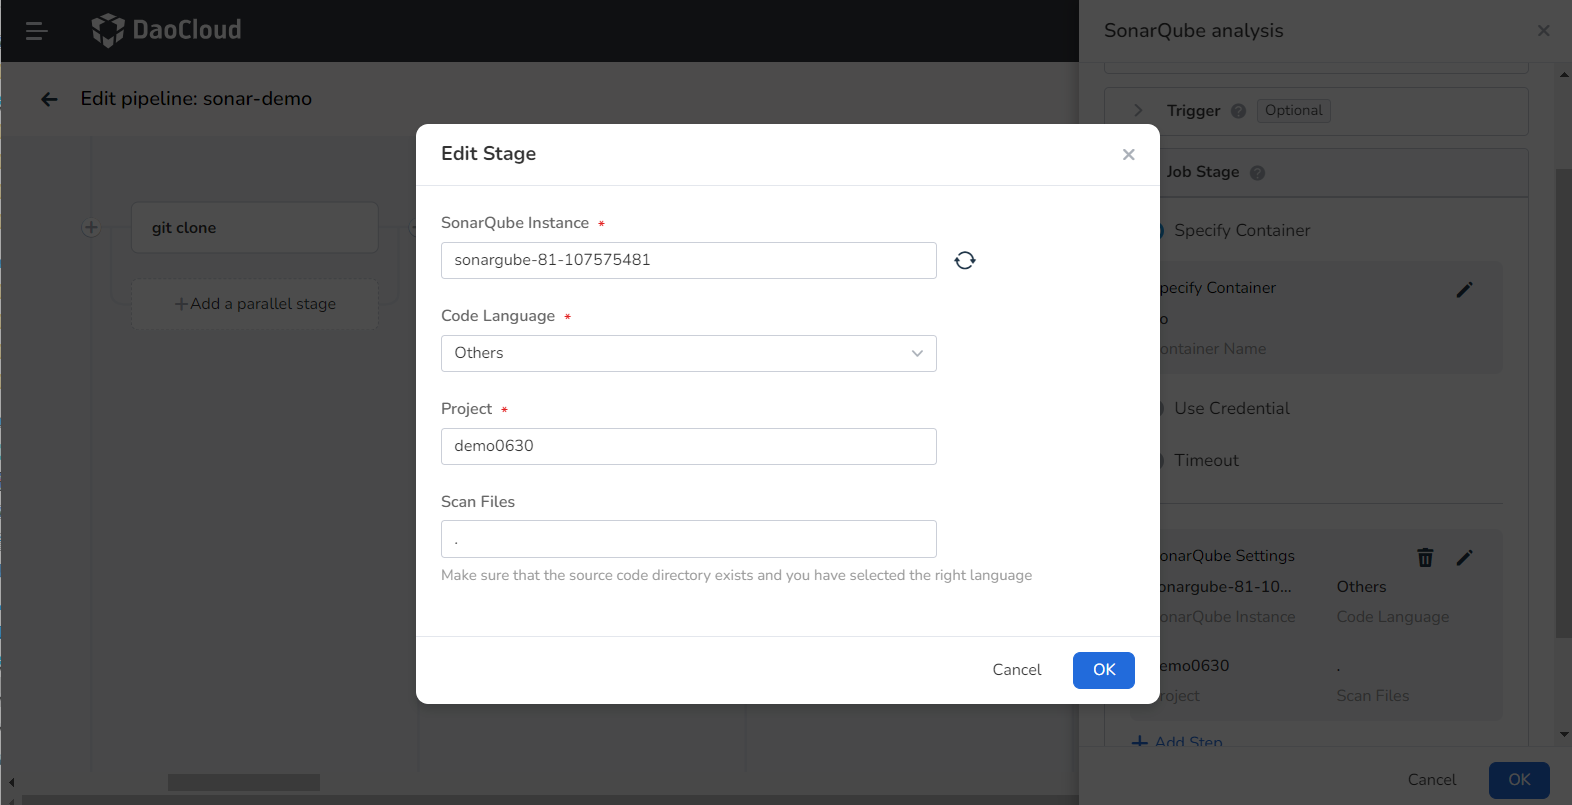 DaoCloud
SonarQube analysis
Edit pipeline: sonar-demo
Trigger Optional
Job Stage
git clone
Add a parallel stage
Edit Stage
SonarQube Instance *
sonargube-81-107575481
Code Language *
Others
Project *
demo0630
Scan Files
.
Make sure that the source code directory exists and you have selected the right language
Cancel OK
Specify Container
pecify Container
o
ontainer Name
Use Credential
Timeout
onarQube Settings
onargube-81-10... Others
onarQube Instance Code Language
emo0630 .
roject Scan Files
Add Step
Cancel OK